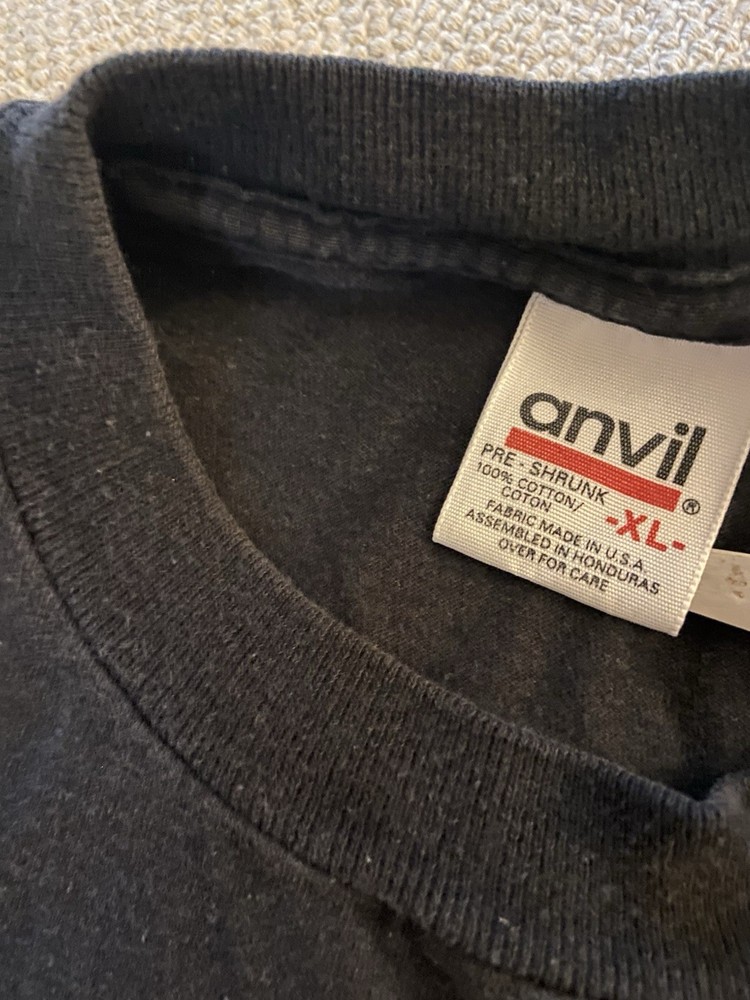 anvil
®
PRE - SHRUNK
100% COTTON/
COTON
-XL-
FABRIC MADE IN U.S.A.
ASSEMBLED IN HONDURAS
OVER FOR CARE